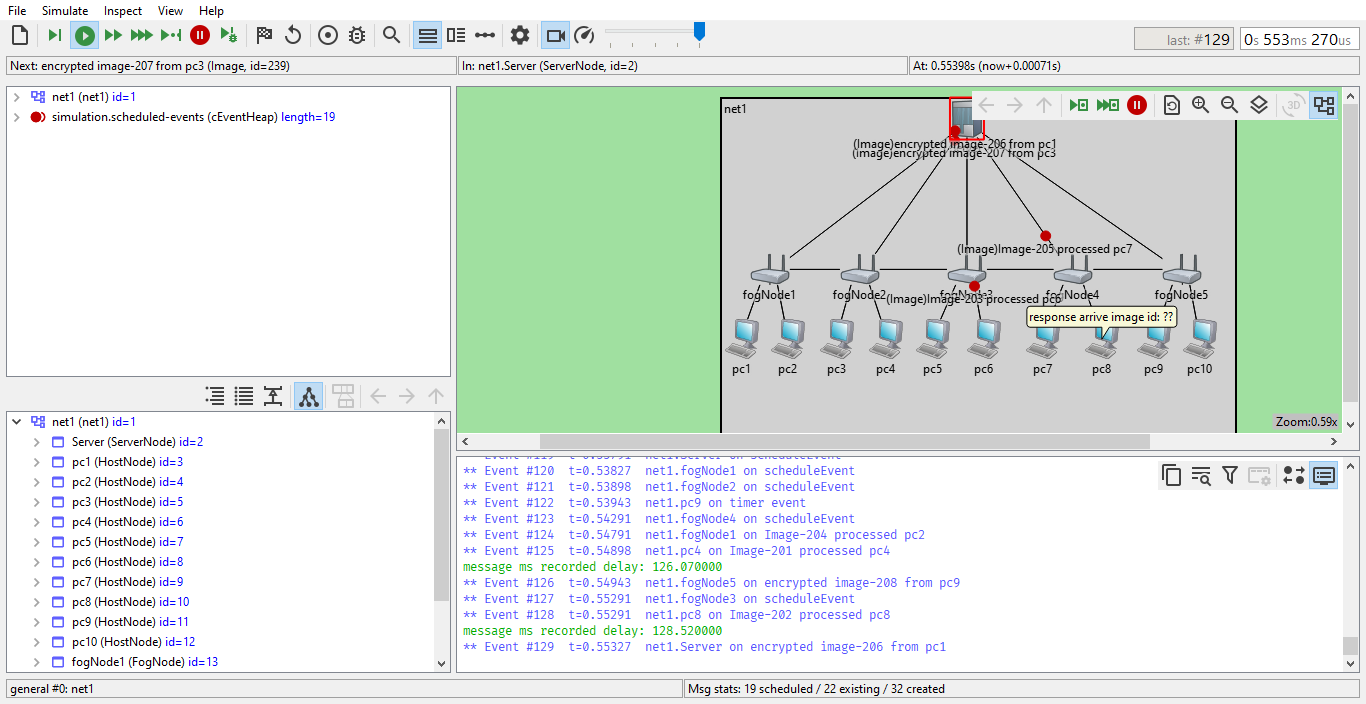 File Simulate Inspect View Help
last: #129 0s 553ms 270us
Next: encrypted image-207 from pc3 (Image, id=239) In: net1.Server (ServerNode, id=2) At: 0.55398s (now+0.00071s)
net1 (net1) id=1
simulation.scheduled-events (cEventHeap) length=19
net1 (net1) id=1
Server (ServerNode) id=2
pc1 (HostNode) id=3
pc2 (HostNode) id=4
pc3 (HostNode) id=5
pc4 (HostNode) id=6
pc5 (HostNode) id=7
pc6 (HostNode) id=8
pc7 (HostNode) id=9
pc8 (HostNode) id=10
pc9 (HostNode) id=11
pc10 (HostNode) id=12
fogNode1 (FogNode) id=13
net1
3D
(Image)encrypted image-206 from pc1
(image)encrypted image-207 from pc3
(Image)Image-205 processed pc7
fogNode1 fogNode2 fogNode3 fogNode4 fogNode5
(Image)Image-203 processed pc6
response arrive image id: ??
pc1 pc2 pc3 pc4 pc5 pc6 pc7 pc8 pc9 pc10
Zoom:0.59x
** Event #119 t=0.53791 net1.Server on scheduleEvent
** Event #120 t=0.53827 net1.fogNode1 on scheduleEvent
** Event #121 t=0.53898 net1.fogNode2 on scheduleEvent
** Event #122 t=0.53943 net1.pc9 on timer event
** Event #123 t=0.54291 net1.fogNode4 on scheduleEvent
** Event #124 t=0.54791 net1.fogNode1 on Image-204 processed pc2
** Event #125 t=0.54898 net1.pc4 on Image-201 processed pc4
message ms recorded delay: 126.070000
** Event #126 t=0.54943 net1.fogNode5 on encrypted image-208 from pc9
** Event #127 t=0.55291 net1.fogNode3 on scheduleEvent
** Event #128 t=0.55291 net1.pc8 on Image-202 processed pc8
message ms recorded delay: 128.520000
** Event #129 t=0.55327 net1.Server on encrypted image-206 from pc1
general #0: net1 Msg stats: 19 scheduled / 22 existing / 32 created